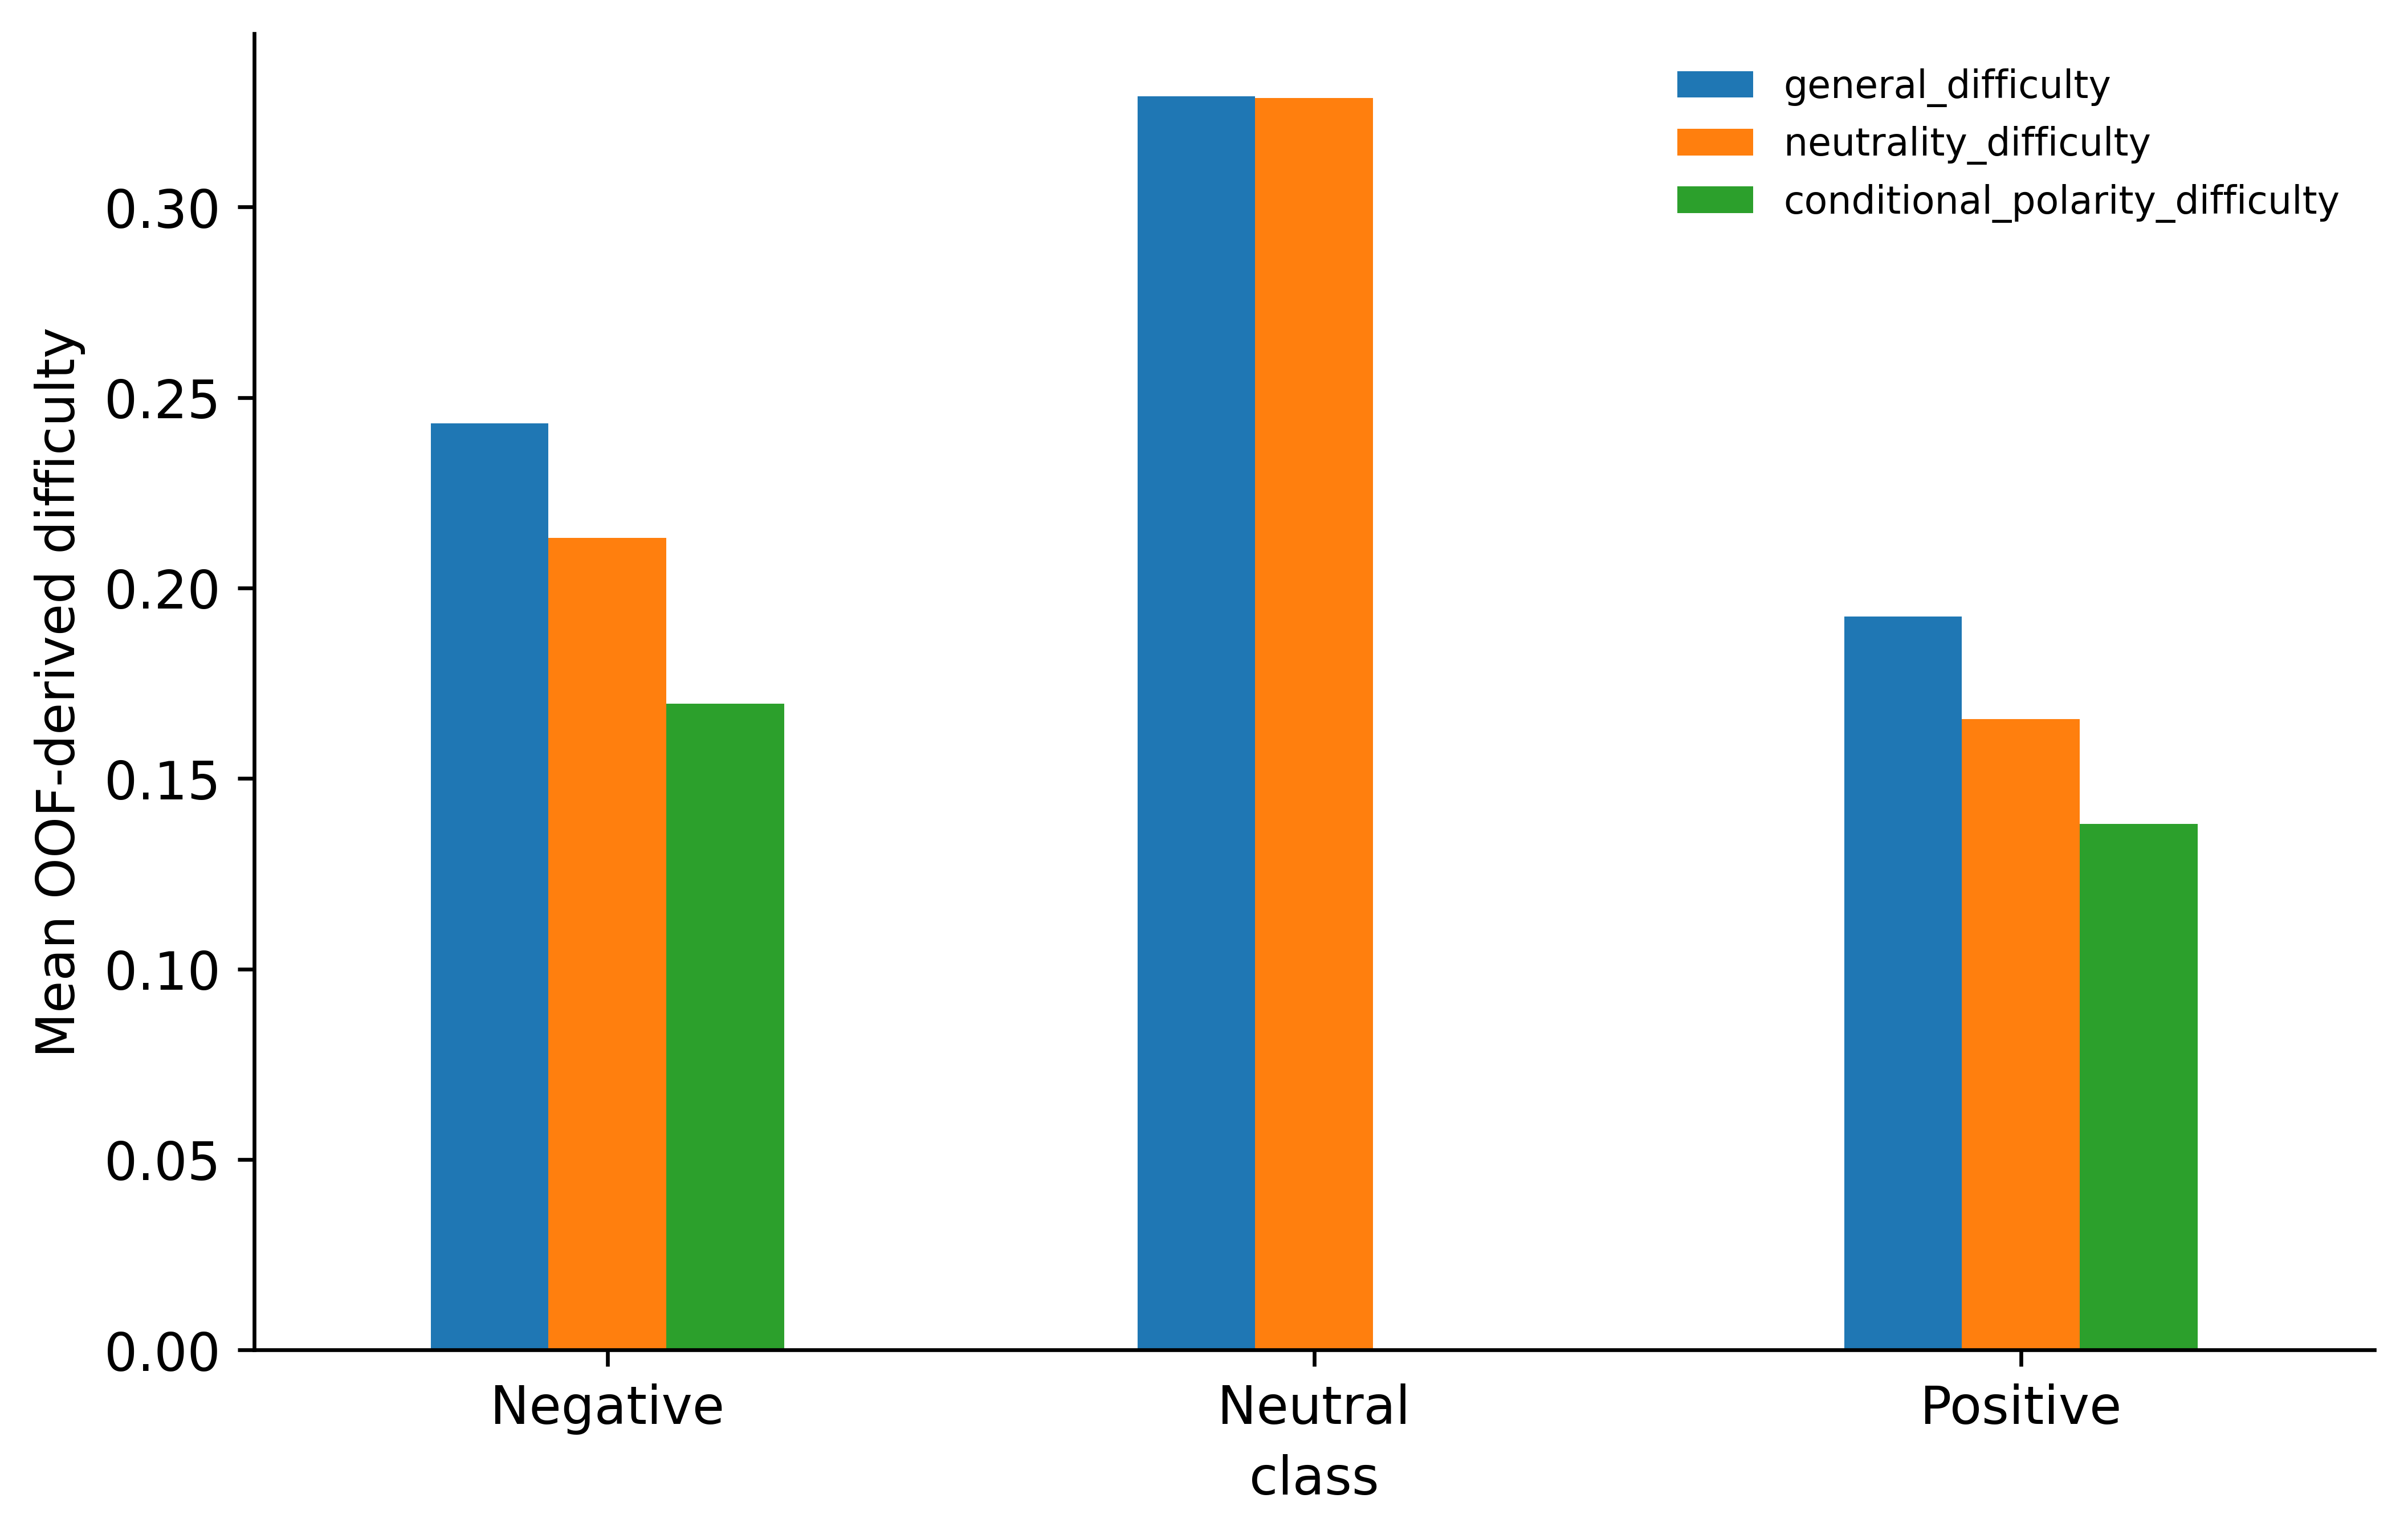 general_difficulty
neutrality_difficulty
conditional_polarity_difficulty
Mean OOF-derived difficulty
0.30
0.25
0.20
0.15
0.10
0.05
0.00
Negative Neutral Positive
class